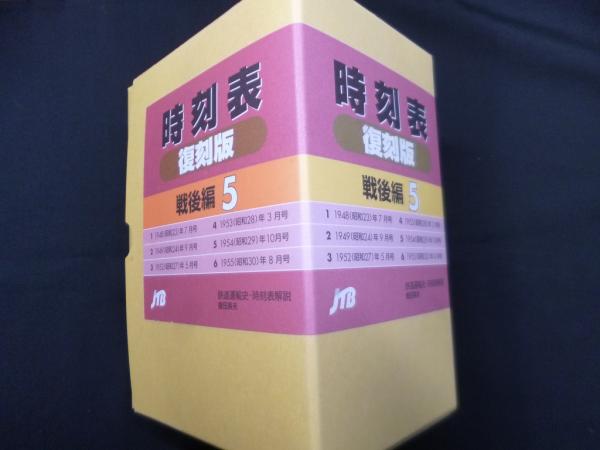 時刻表
復刻版
戦後編 5
1 1948(昭和23)年7月号 4 1953(昭和28)年3月号
2 1949(昭和24)年9月号 5 1954(昭和29)年10月号
3 1952(昭和27)年5月号 6 1955(昭和30)年8月号
JTB
鉄道運輸史・時刻表解説
時刻表
復刻版
戦後編 5
1 1948(昭和23)年7月号 4
2 1949(昭和24)年9月号 5
3 1952(昭和27)年5月号 6
JTB